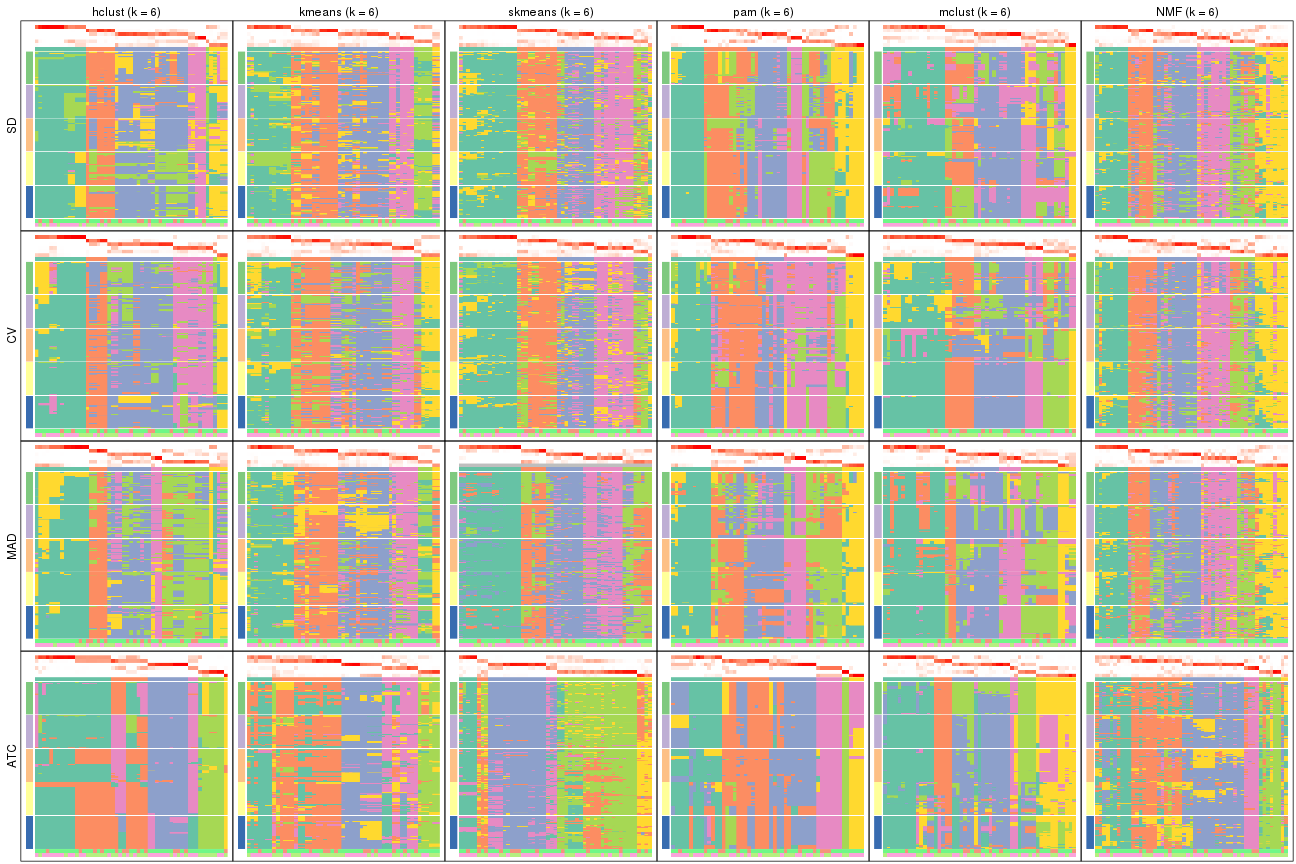 hclust (k = 6)
kmeans (k = 6)
skmeans (k = 6)
pam (k = 6)
mclust (k = 6)
NMF (k = 6)
SD
CV
MAD
ATC